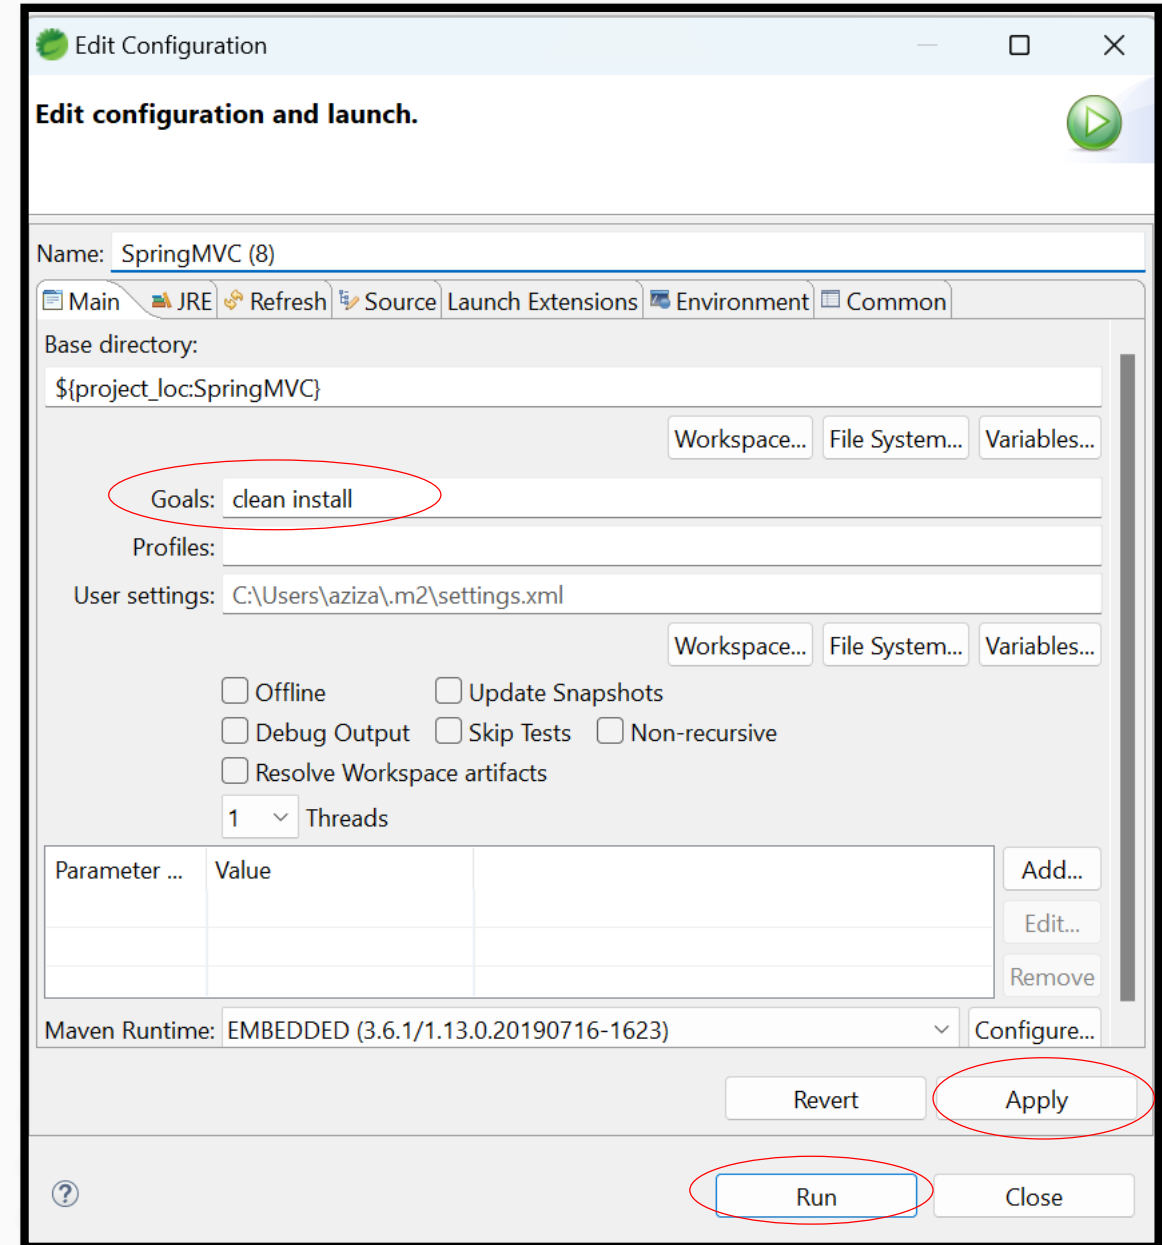 Edit Configuration
Edit configuration and launch.
Name: SpringMVC (8)
Main JRE Refresh Source Launch Extensions Environment Common
Base directory:
${project_loc:SpringMVC}
Workspace... File System... Variables...
Goals: clean install
Profiles:
User settings: C:\Users\aziza\.m2\settings.xml
Workspace... File System... Variables...
Offline Update Snapshots
Debug Output Skip Tests Non-recursive
Resolve Workspace artifacts
1 Threads
Parameter ... Value Add...
Edit...
Remove
Maven Runtime: EMBEDDED (3.6.1/1.13.0.20190716-1623) Configure...
Revert Apply
? Run Close